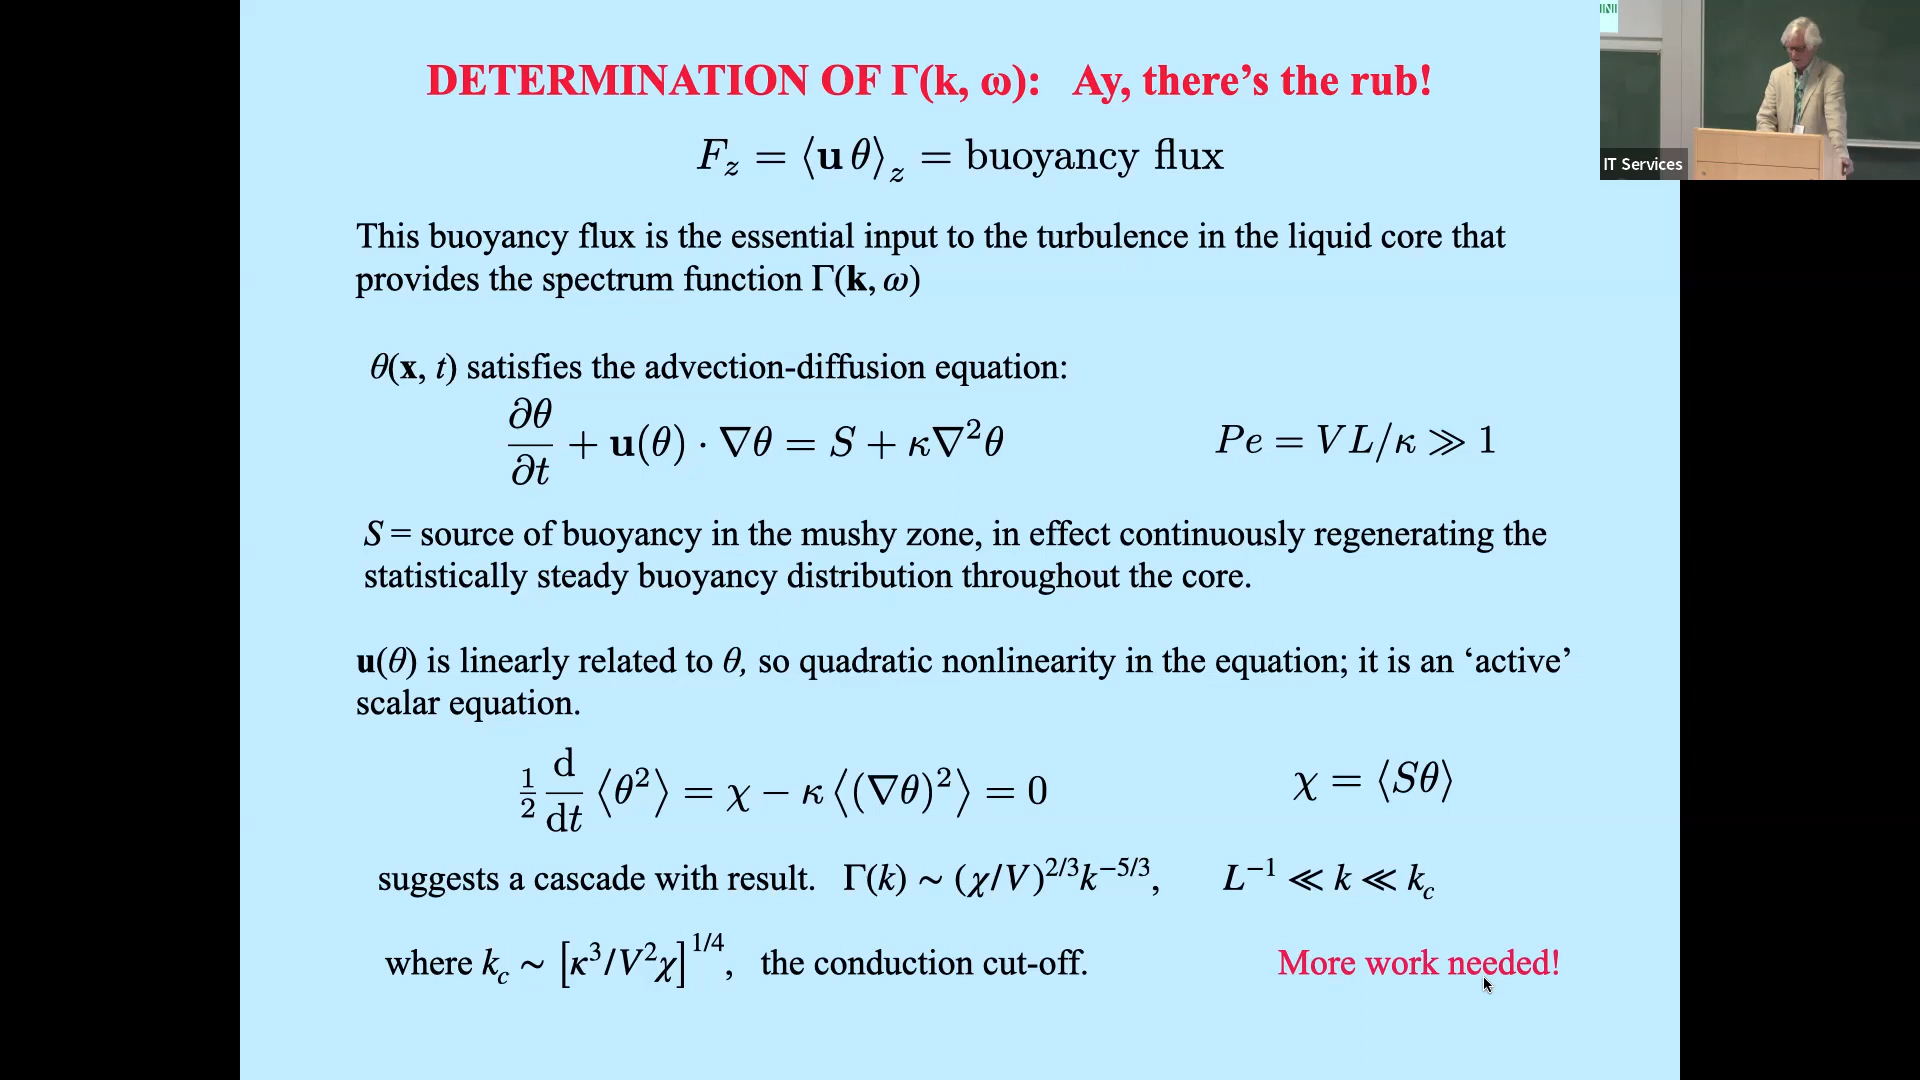 DETERMINATION OF Γ(k, ω): Ay, there’s the rub!
F_z = ⟨u θ⟩_z = buoyancy flux
This buoyancy flux is the essential input to the turbulence in the liquid core that
provides the spectrum function Γ(k, ω)
θ(x, t) satisfies the advection-diffusion equation:
∂θ/∂t + u(θ) · ∇θ = S + κ∇²θ
Pe = VL/κ ≫ 1
S = source of buoyancy in the mushy zone, in effect continuously regenerating the
statistically steady buoyancy distribution throughout the core.
u(θ) is linearly related to θ, so quadratic nonlinearity in the equation; it is an ‘active’
scalar equation.
½ d/dt ⟨θ²⟩ = χ − κ⟨(∇θ)²⟩ = 0
χ = ⟨Sθ⟩
suggests a cascade with result. Γ(k) ∼ (χ/V)^{2/3}k^{−5/3}, L^{−1} ≪ k ≪ k_c
where k_c ∼ [κ³/V²χ]^{1/4}, the conduction cut-off.
More work needed!
IT Services